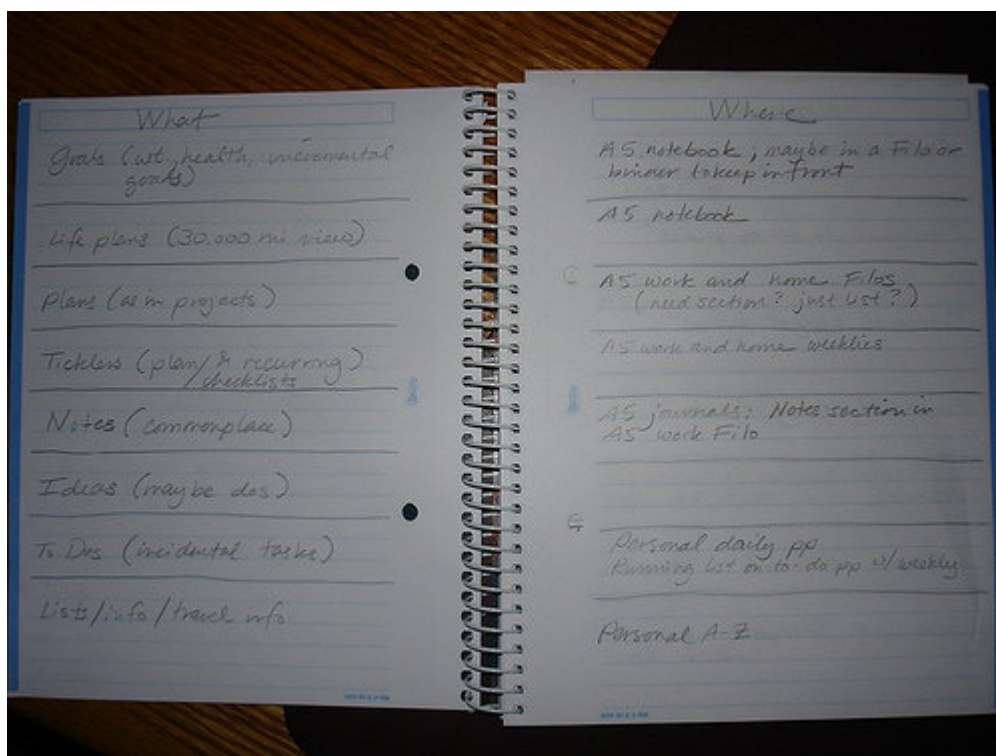 What
Goals (wt, health, incremental
goals)
Life plans (30,000 mi view)
Plans (as in projects)
Ticklers (plan/ & recurring)
checklists
Notes (commonplace)
Ideas (maybe dos)
To Dos (incidental tasks)
Lists/info/travel info
Where
A5 notebook; maybe in a Filo or
binder to keep in front
A5 notebook
A5 work and home Filos
(need section? just list?)
A5 work and home weeklies
A5 journals; Notes section in
A5 work Filo
Personal daily pp
Running list on to-do pp w/weekly
Personal A-Z